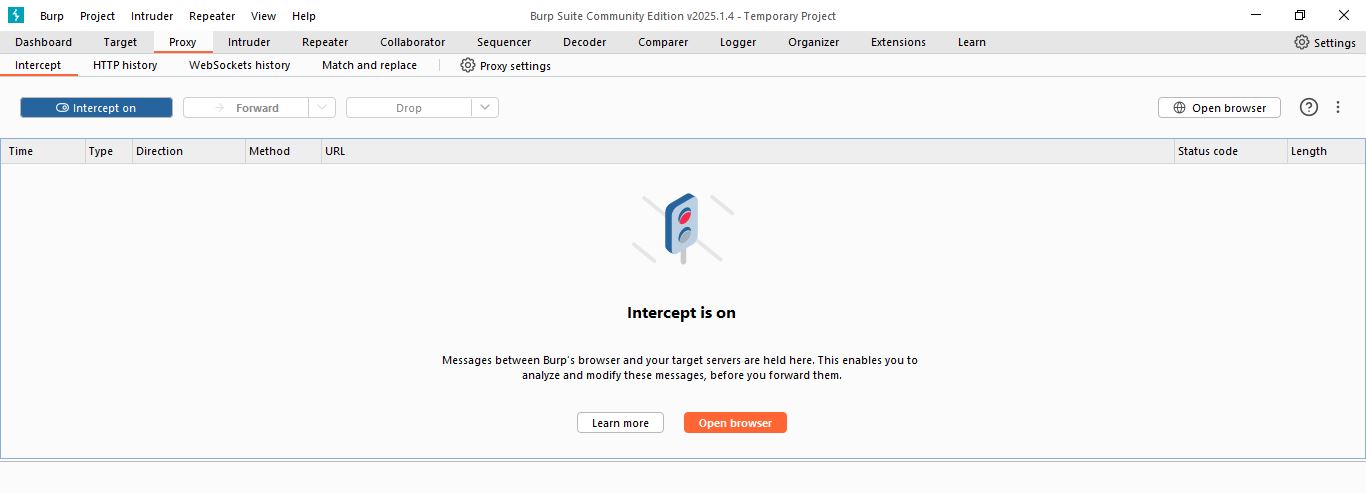 Burp Project Intruder Repeater View Help Burp Suite Community Edition v2025.1.4 - Temporary Project
Dashboard Target Proxy Intruder Repeater Collaborator Sequencer Decoder Comparer Logger Organizer Extensions Learn Settings
Intercept HTTP history WebSockets history Match and replace Proxy settings
Intercept on Forward Drop Open browser
Time Type Direction Method URL Status code Length
Intercept is on
Messages between Burp's browser and your target servers are held here. This enables you to
analyze and modify these messages, before you forward them.
Learn more Open browser